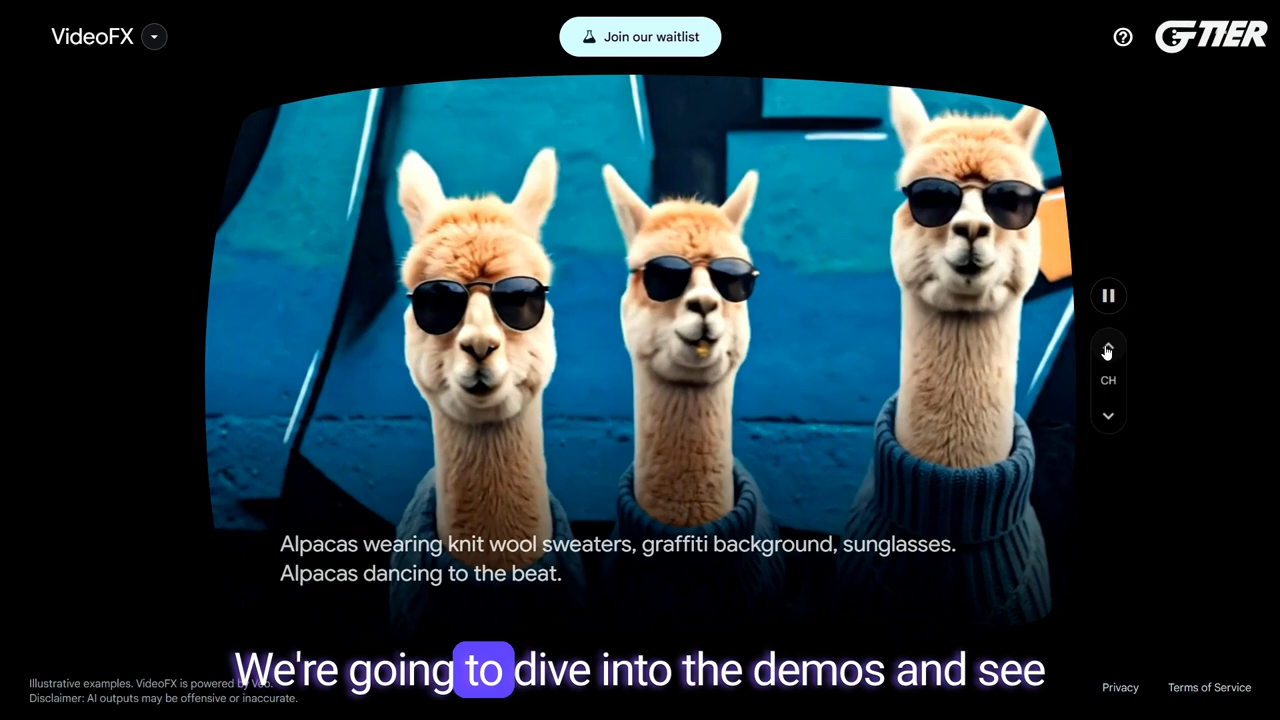 VideoFX
Join our waitlist
GTIER
CH
Alpacas wearing knit wool sweaters, graffiti background, sunglasses.
Alpacas dancing to the beat.
We're going to dive into the demos and see
Illustrative examples. VideoFX is powered by Veo.
Disclaimer: AI outputs may be offensive or inaccurate.
Privacy
Terms of Service